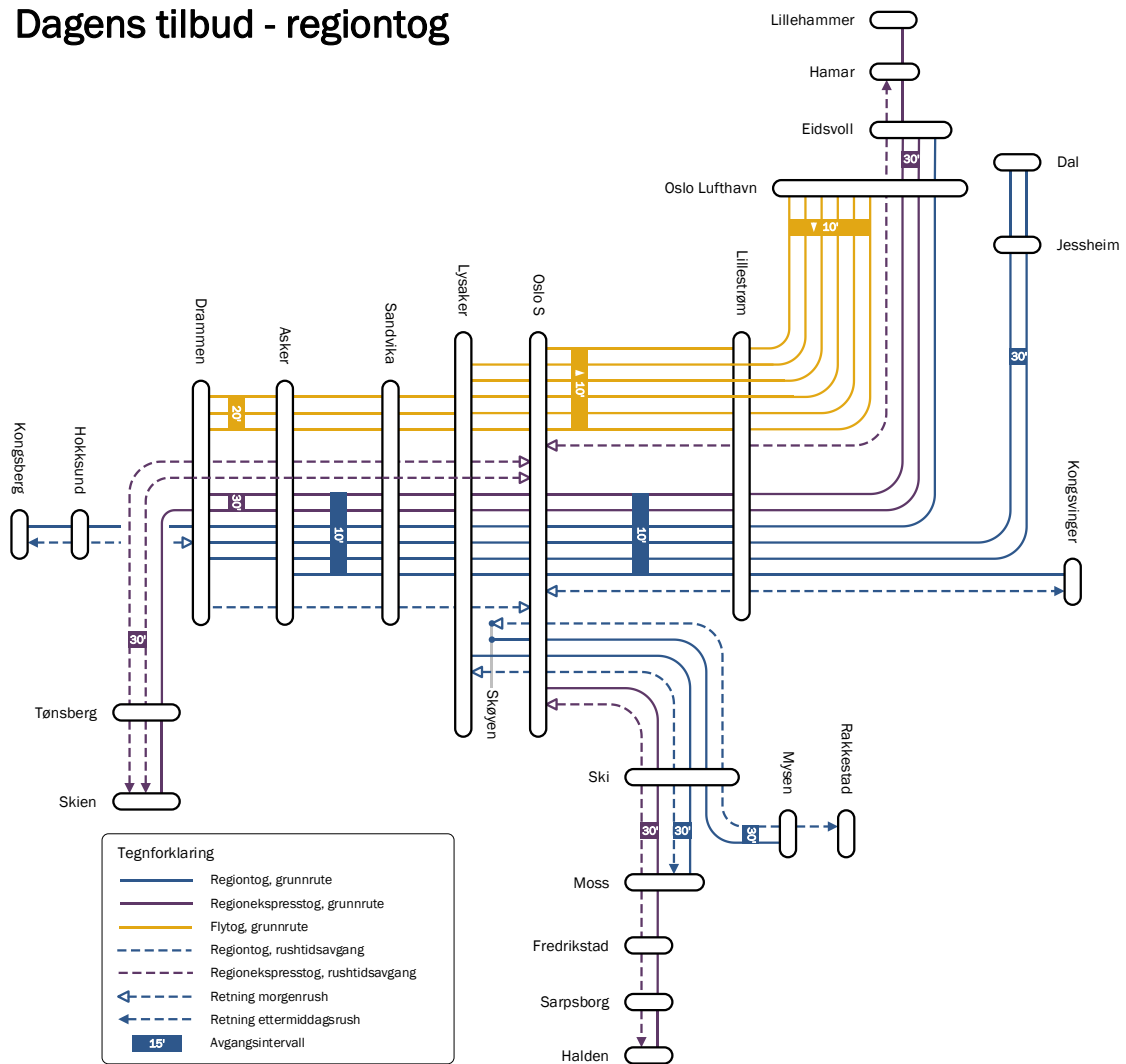 Dagens tilbud - regiontog
Lillehammer
Hamar
Eidsvoll
30'
Dal
Oslo Lufthavn
10'
Jessheim
Lysaker
Oslo S
Lillestrøm
Drammen
Asker
Sandvika
30'
10'
20'
Kongsberg
Hokksund
Kongsvinger
30'
10'
10'
30'
Skøyen
Tønsberg
Skien
Ski
Mysen
Rakkestad
30'
30'
30'
Moss
Fredrikstad
Sarpsborg
Halden
Tegnforklaring
Regiontog, grunnrute
Regionekspresstog, grunnrute
Flytog, grunnrute
Regiontog, rushtidsavgang
Regionekspresstog, rushtidsavgang
Retning morgenrush
Retning ettermiddagsrush
15'
Avgangsintervall